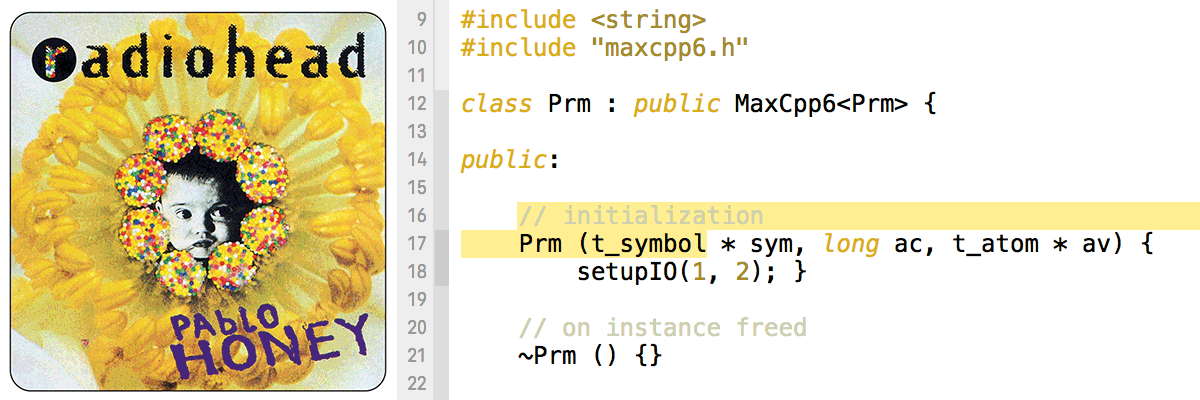 radiohead
PAblO
HONEY
9 #include <string>
10 #include "maxcpp6.h"
11
12 class Prm : public MaxCpp6<Prm> {
13
14 public:
15
16 // initialization
17 Prm (t_symbol * sym, long ac, t_atom * av) {
18 setupIO(1, 2); }
19
20 // on instance freed
21 ~Prm () {}
22